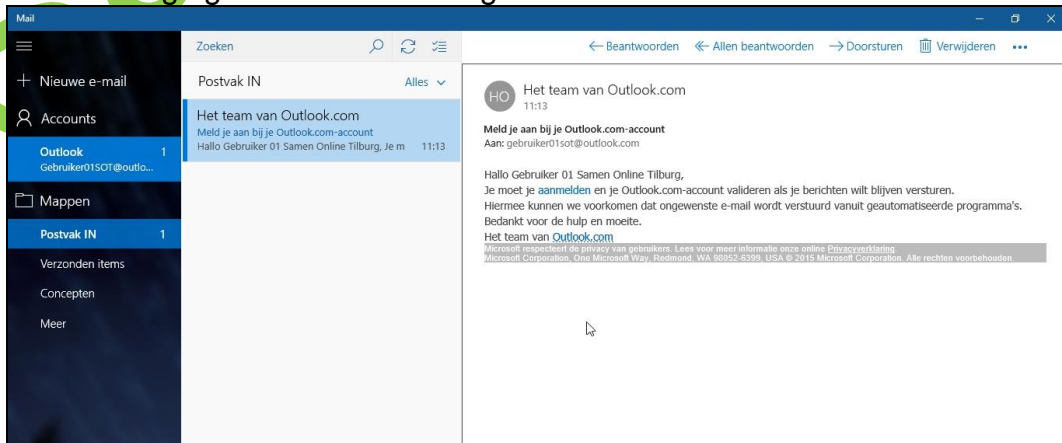 Mail
Nieuwe e-mail
Accounts
Outlook 1
Gebruiker01SOT@outlo...
Mappen
Postvak IN 1
Verzonden items
Concepten
Meer
Zoeken
Postvak IN Alles
Het team van Outlook.com
Meld je aan bij je Outlook.com-account
Hallo Gebruiker 01 Samen Online Tilburg, Je m 11:13
Beantwoorden Allen beantwoorden Doorsturen Verwijderen
HO
Het team van Outlook.com
11:13
Meld je aan bij je Outlook.com-account
Aan: gebruiker01sot@outlook.com
Hallo Gebruiker 01 Samen Online Tilburg,
Je moet je aanmelden en je Outlook.com-account valideren als je berichten wilt blijven versturen.
Hiermee kunnen we voorkomen dat ongewenste e-mail wordt verstuurd vanuit geautomatiseerde programma's.
Bedankt voor de hulp en moeite.
Het team van Outlook.com
Microsoft respecteert de privacy van gebruikers. Lees voor meer informatie onze online Privacyverklaring.
Microsoft Corporation, One Microsoft Way, Redmond, WA 98052-6399, USA © 2015 Microsoft Corporation. Alle rechten voorbehouden.